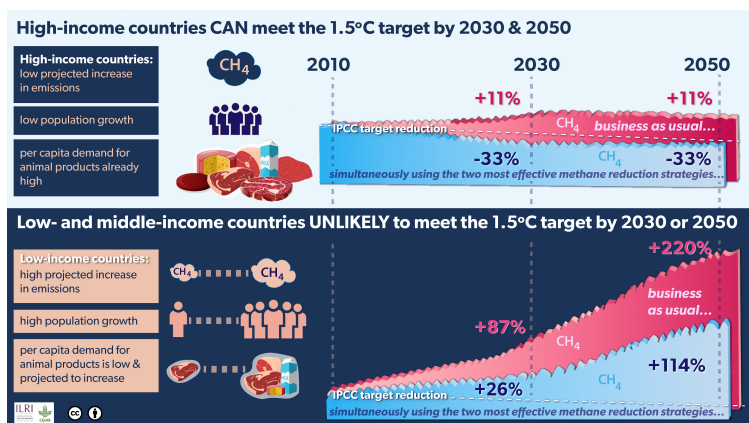 High-income countries CAN meet the 1.5°C target by 2030 & 2050
High-income countries:
low projected increase
in emissions
low population growth
per capita demand for
animal products already
high
CH4
2010
2030
2050
+11%
+11%
IPCC target reduction
CH4
business as usual...
-33%
CH4
-33%
simultaneously using the two most effective methane reduction strategies...
Low- and middle-income countries UNLIKELY to meet the 1.5°C target by 2030 or 2050
Low-income countries:
high projected increase
in emissions
high population growth
per capita demand for
animal products is low &
projected to increase
CH4
CH4
+220%
business
as usual...
+87%
CH4
+114%
CH4
+26%
IPCC target reduction
simultaneously using the two most effective methane reduction strategies...
ILRI
CGIAR
cc